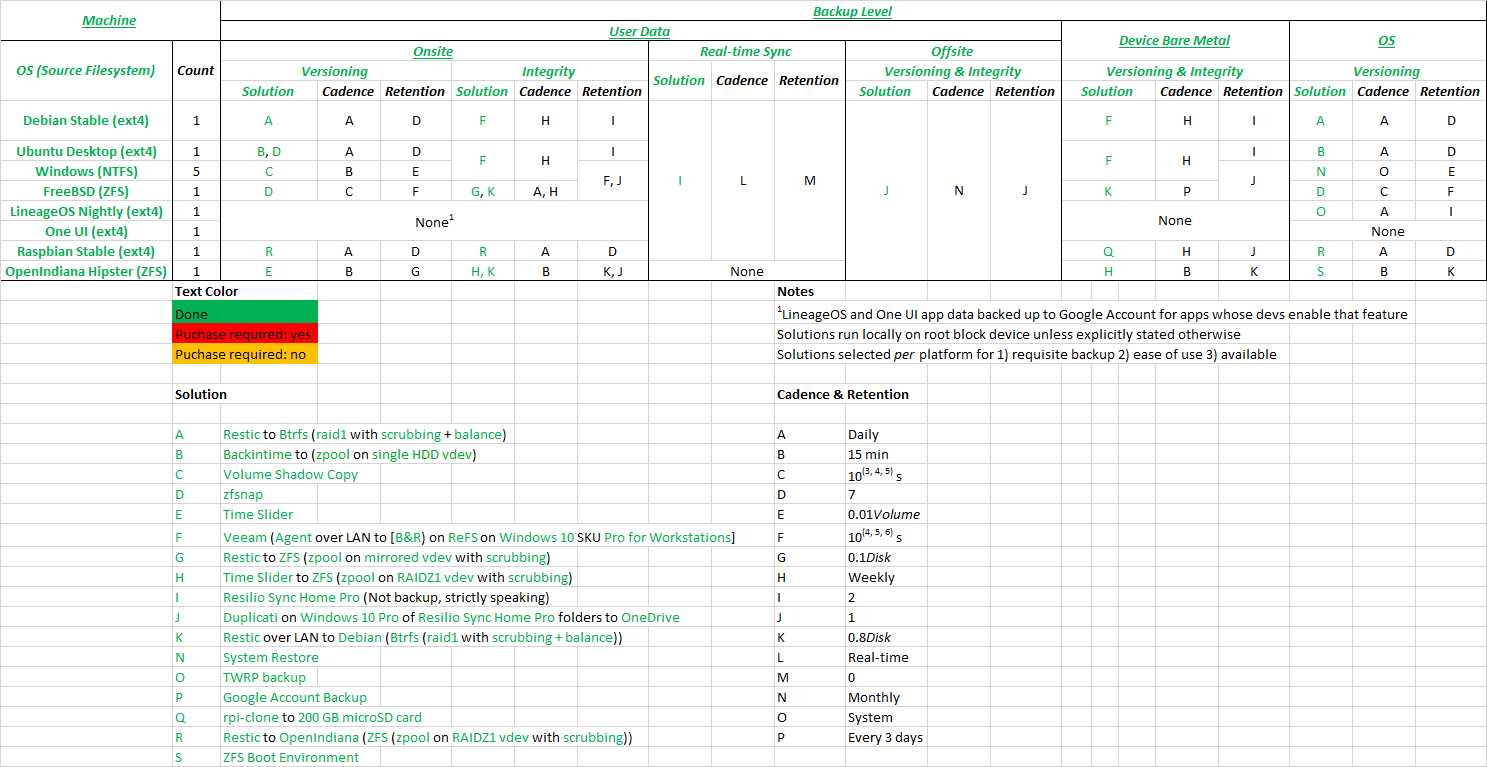 Machine
Backup Level
User Data
Device Bare Metal
OS
OS (Source Filesystem)
Count
Onsite
Real-time Sync
Offsite
Versioning
Integrity
Solution
Cadence
Retention
Versioning & Integrity
Versioning & Integrity
Versioning
Solution Cadence Retention Solution Cadence Retention Solution Cadence Retention Solution Cadence Retention Solution Cadence Retention
Debian Stable (ext4) 1 A A D F H I F H I A A D
Ubuntu Desktop (ext4) 1 B, D A D F H I F H I B A D
Windows (NTFS) 5 C B E F, J I L M J N J J N O E
FreeBSD (ZFS) 1 D C F G, K A, H K P D C F
LineageOS Nightly (ext4) 1 None1 None O A I
One UI (ext4) 1 None
Raspbian Stable (ext4) 1 R A D R A D Q H J R A D
OpenIndiana Hipster (ZFS) 1 E B G H, K B K, J None H B K S B K
Text Color Notes
Done 1LineageOS and One UI app data backed up to Google Account for apps whose devs enable that feature
Puchase required: yes Solutions run locally on root block device unless explicitly stated otherwise
Puchase required: no Solutions selected per platform for 1) requisite backup 2) ease of use 3) available
Solution Cadence & Retention
A Restic to Btrfs (raid1 with scrubbing + balance) A Daily
B Backintime to (zpool on single HDD vdev) B 15 min
C Volume Shadow Copy C 10(3, 4, 5) s
D zfsnap D 7
E Time Slider E 0.01Volume
F Veeam (Agent over LAN to [B&R) on ReFS on Windows 10 SKU Pro for Workstations] F 10(4, 5, 6) s
G Restic to ZFS (zpool on mirrored vdev with scrubbing) G 0.1Disk
H Time Slider to ZFS (zpool on RAIDZ1 vdev with scrubbing) H Weekly
I Resilio Sync Home Pro (Not backup, strictly speaking) I 2
J Duplicati on Windows 10 Pro of Resilio Sync Home Pro folders to OneDrive J 1
K Restic over LAN to Debian (Btrfs (raid1 with scrubbing + balance)) K 0.8Disk
N System Restore L Real-time
O TWRP backup M 0
P Google Account Backup N Monthly
Q rpi-clone to 200 GB microSD card O System
R Restic to OpenIndiana (ZFS (zpool on RAIDZ1 vdev with scrubbing)) P Every 3 days
S ZFS Boot Environment